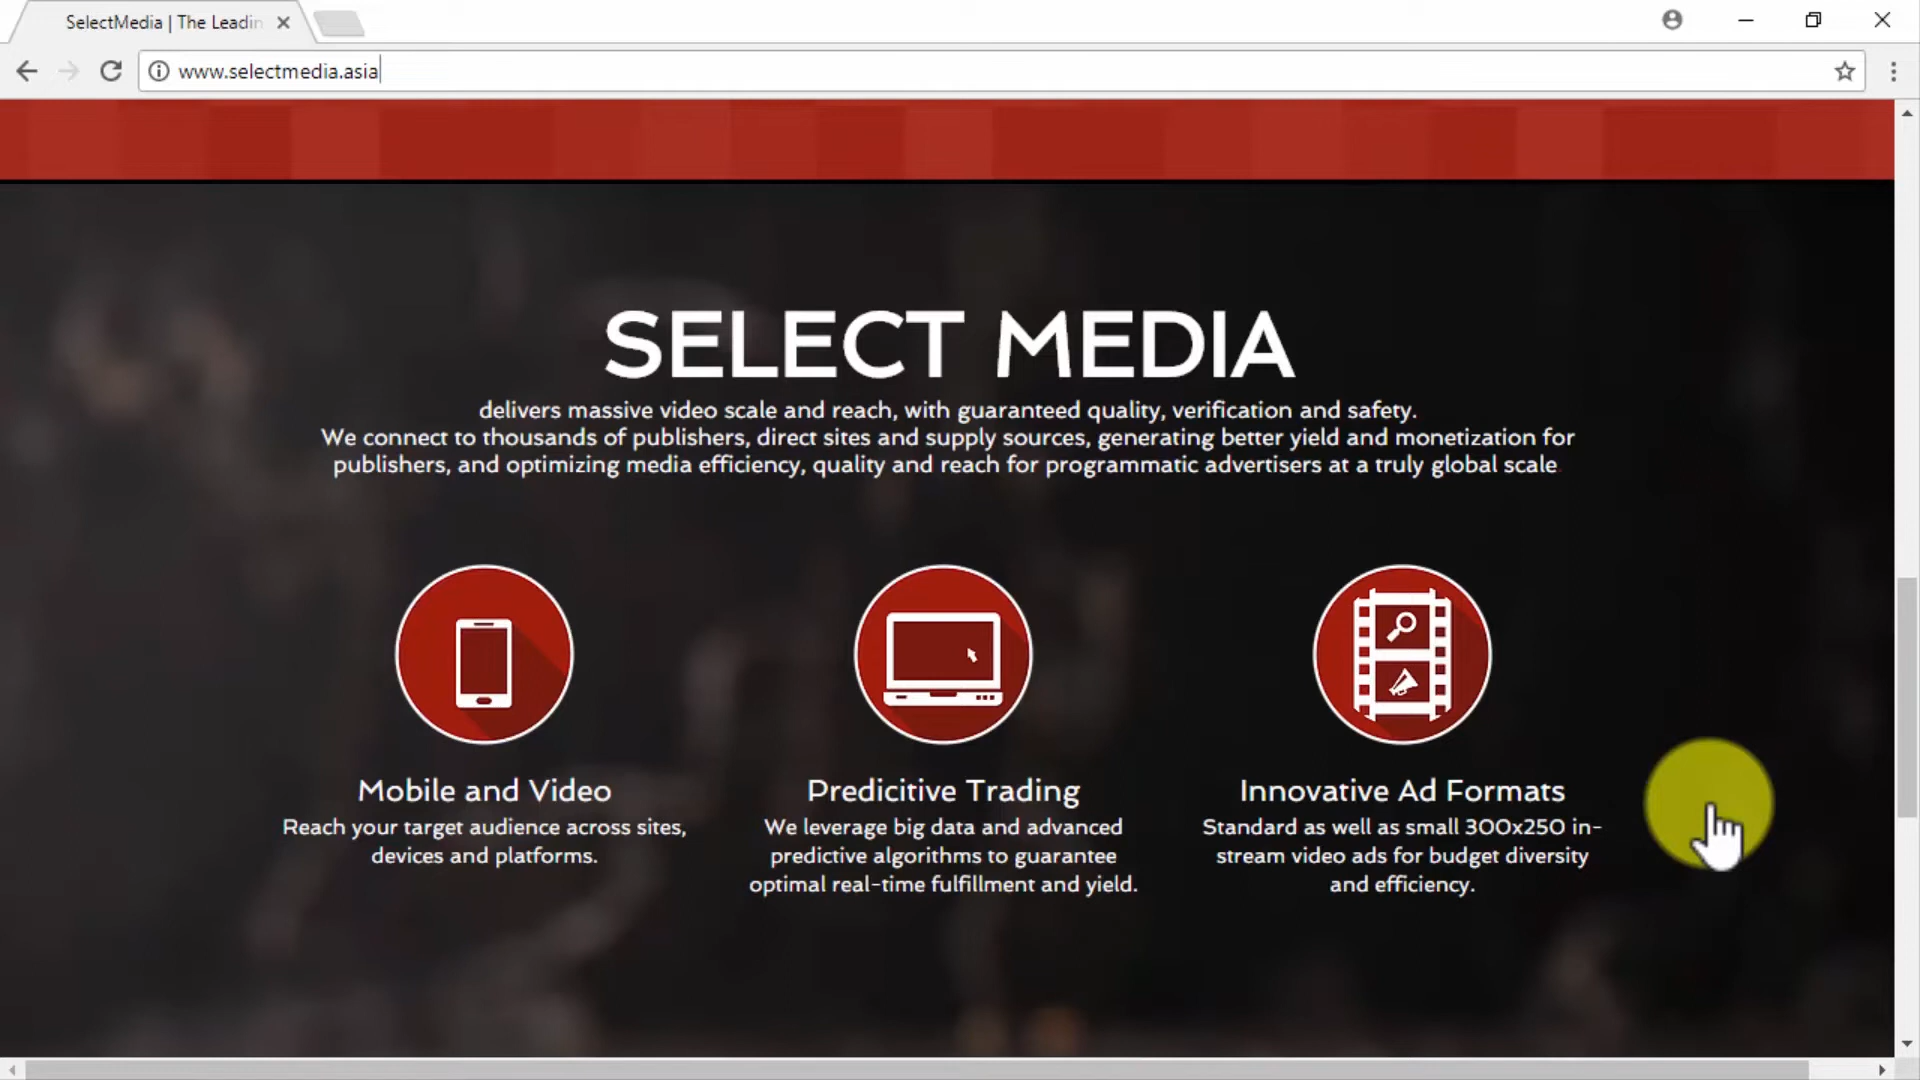 SelectMedia | The Leadin
www.selectmedia.asia
SELECT MEDIA
delivers massive video scale and reach, with guaranteed quality, verification and safety.
We connect to thousands of publishers, direct sites and supply sources, generating better yield and monetization for
publishers, and optimizing media efficiency, quality and reach for programmatic advertisers at a truly global scale
Mobile and Video
Reach your target audience across sites,
devices and platforms.
Predicitive Trading
We leverage big data and advanced
predictive algorithms to guarantee
optimal real-time fulfillment and yield.
Innovative Ad Formats
Standard as well as small 300x250 in-
stream video ads for budget diversity
and efficiency.